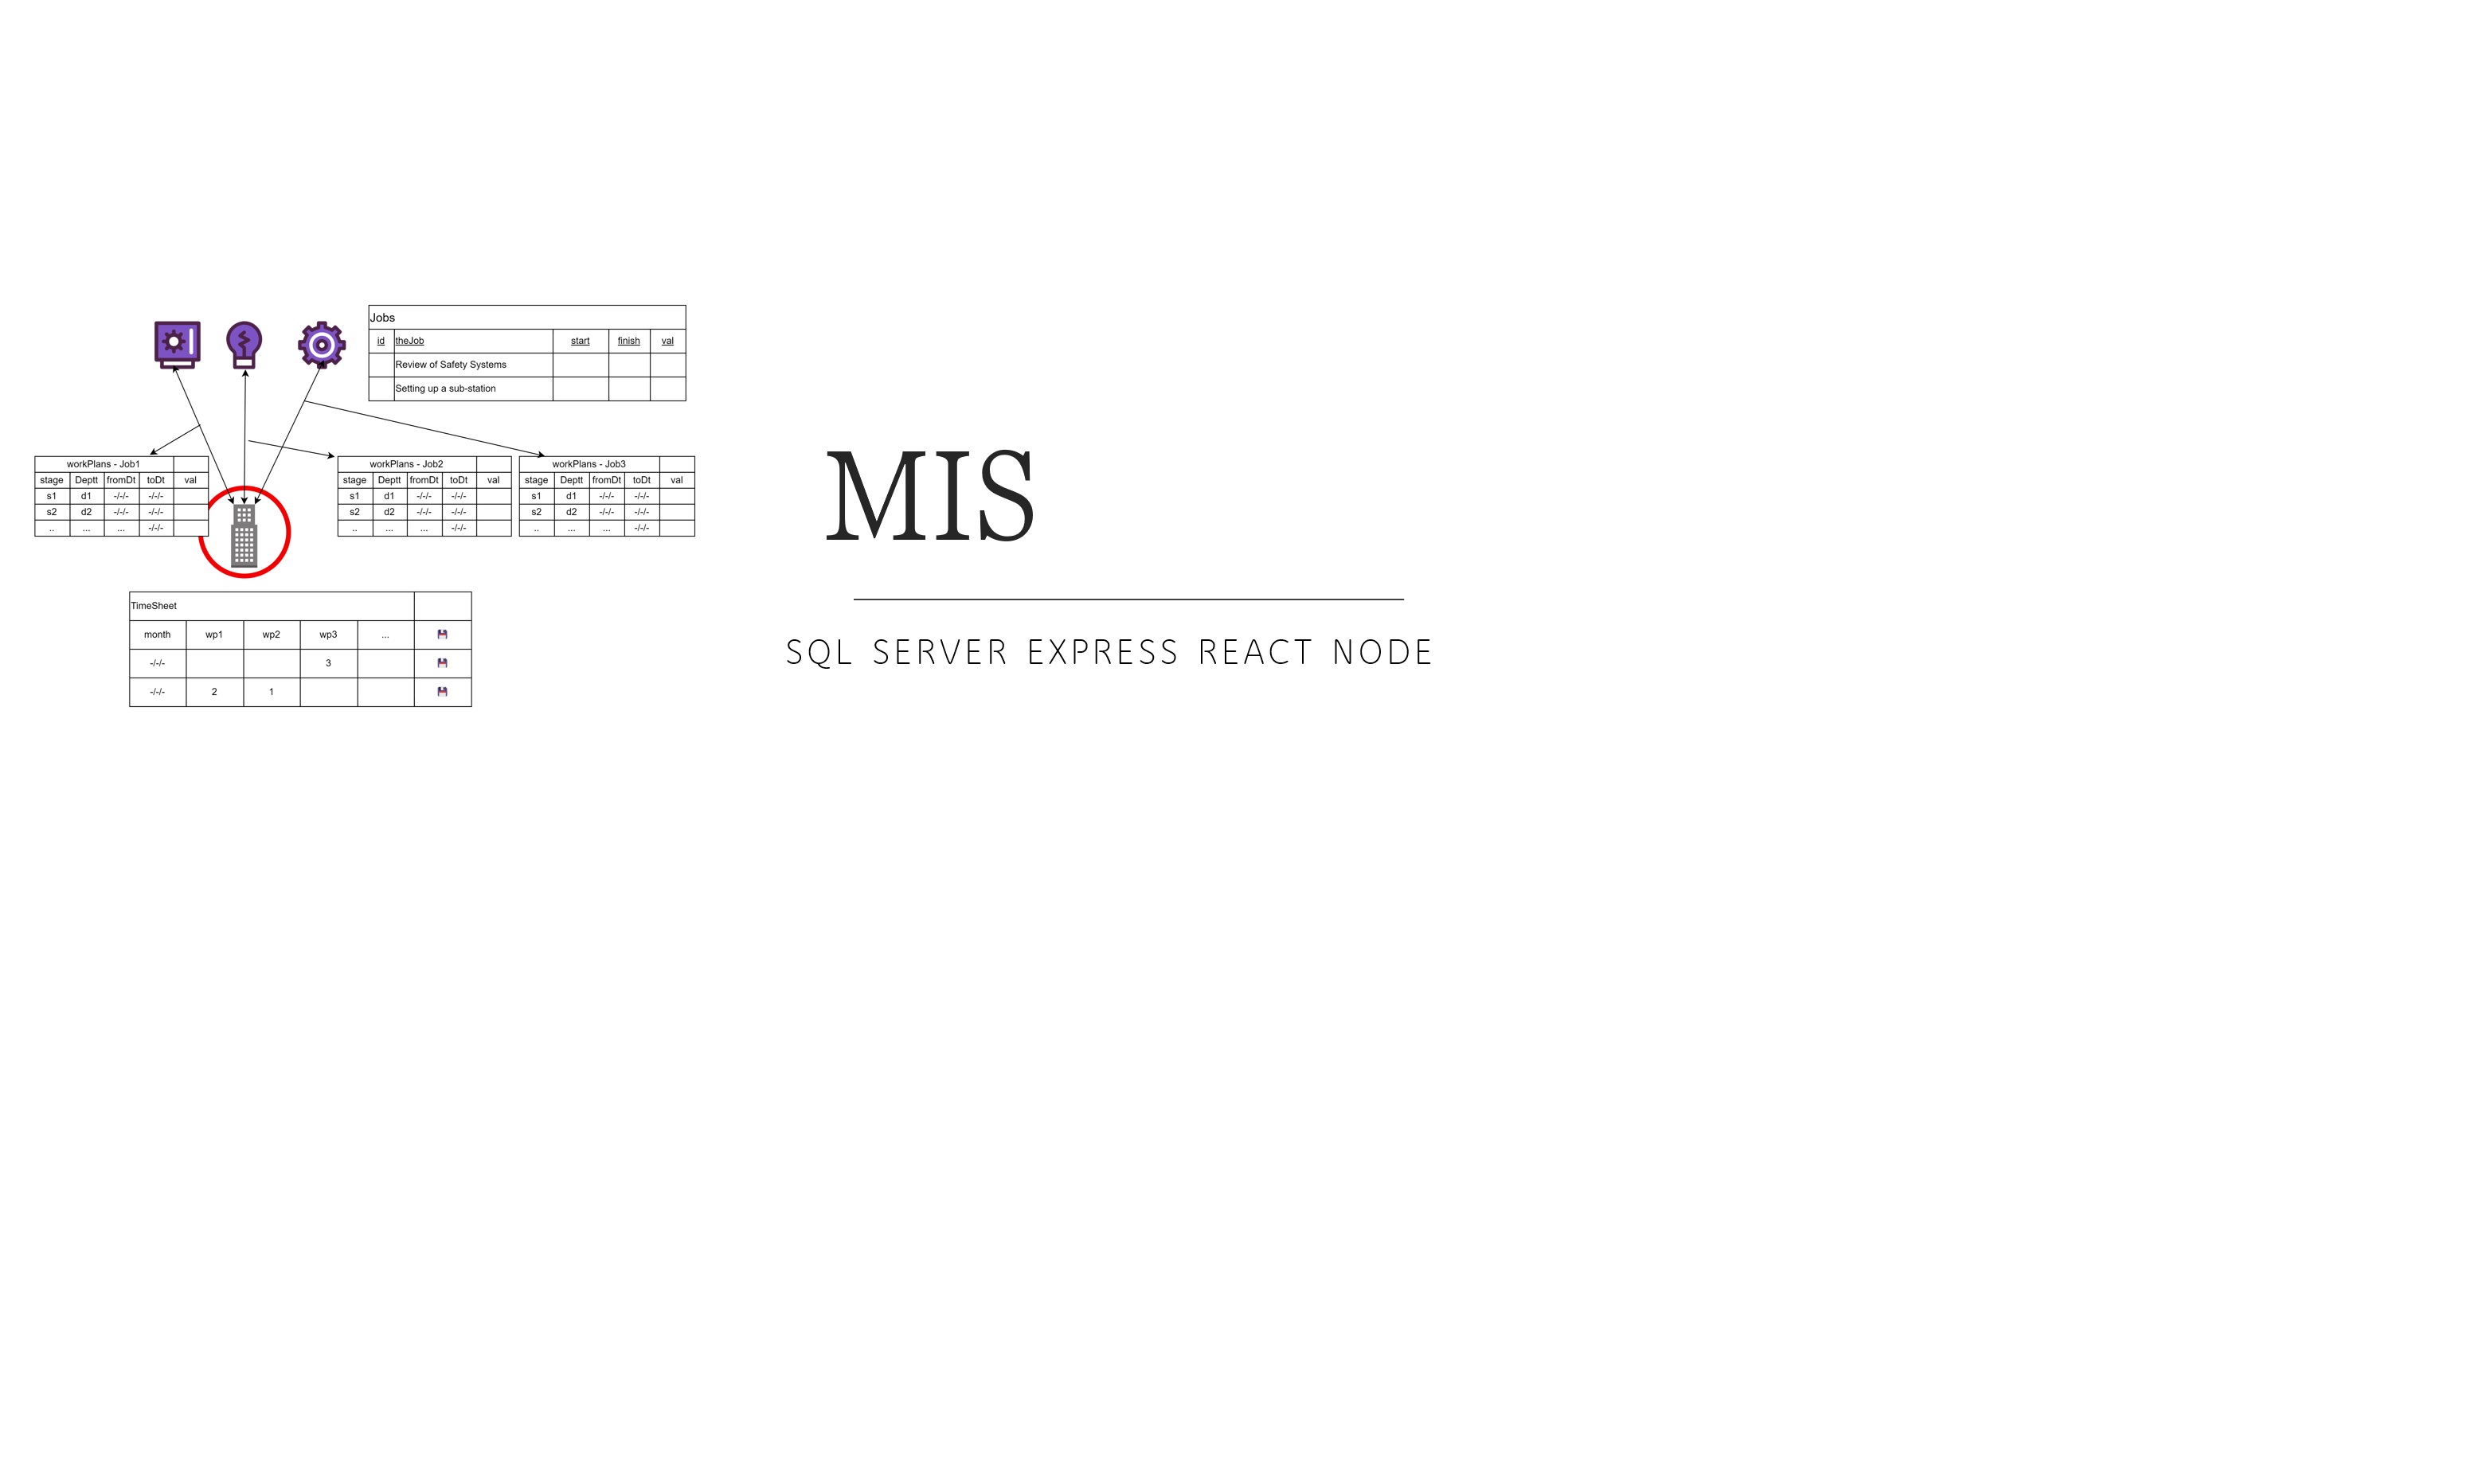 Jobs
id theJob start finish val
Review of Safety Systems
Setting up a sub-station
workPlans - Job1
stage Deptt fromDt toDt val
s1 d1 -/-/- -/-/-
s2 d2 -/-/- -/-/-
.. ... ... -/-/-
workPlans - Job2
stage Deptt fromDt toDt val
s1 d1 -/-/- -/-/-
s2 d2 -/-/- -/-/-
.. ... ... -/-/-
workPlans - Job3
stage Deptt fromDt toDt val
s1 d1 -/-/- -/-/-
s2 d2 -/-/- -/-/-
.. ... ... -/-/-
TimeSheet
month wp1 wp2 wp3 ...
-/-/- 3
-/-/- 2 1
MIS
SQL SERVER EXPRESS REACT NODE